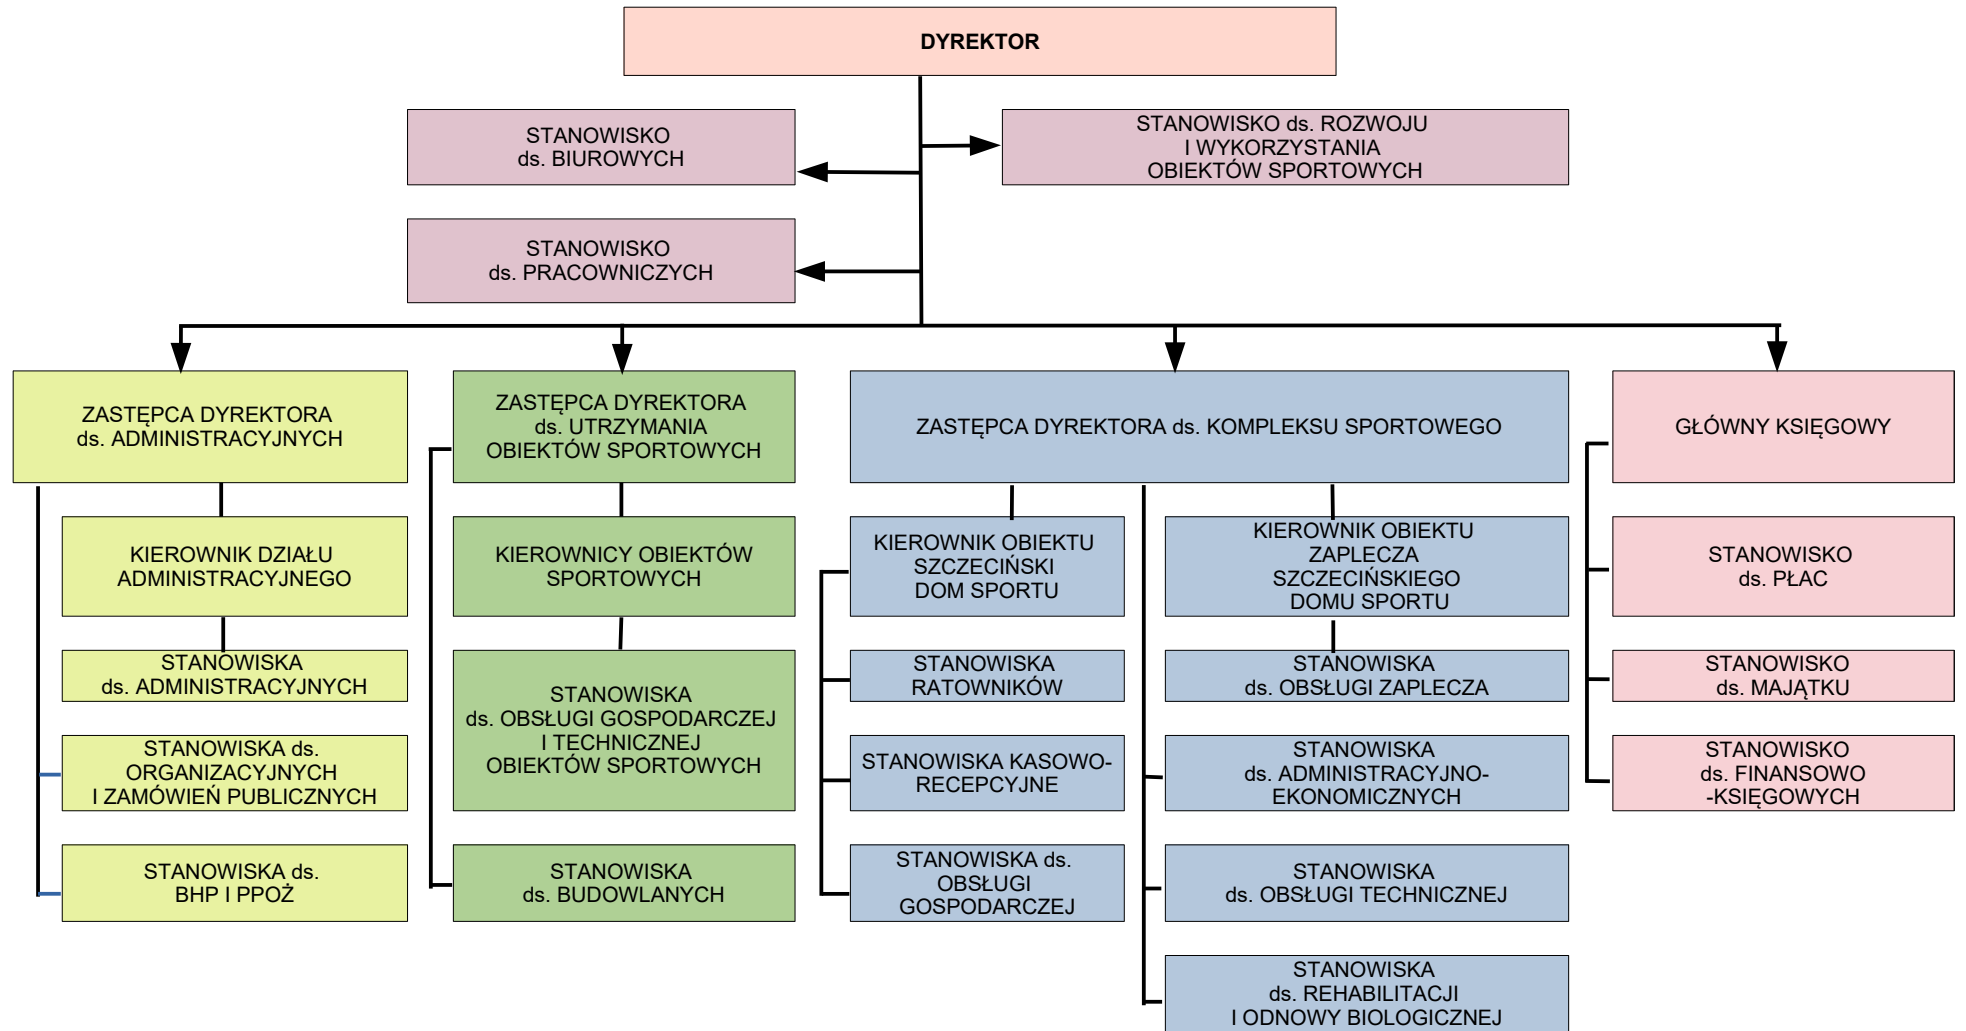 DYREKTOR
STANOWISKO
ds. BIUROWYCH
STANOWISKO ds. ROZWOJU
I WYKORZYSTANIA
OBIEKTÓW SPORTOWYCH
STANOWISKO
ds. PRACOWNICZYCH
ZASTĘPCA DYREKTORA
ds. ADMINISTRACYJNYCH
ZASTĘPCA DYREKTORA
ds. UTRZYMANIA
OBIEKTÓW SPORTOWYCH
ZASTĘPCA DYREKTORA ds. KOMPLEKSU SPORTOWEGO
GŁÓWNY KSIĘGOWY
KIEROWNIK DZIAŁU
ADMINISTRACYJNEGO
KIEROWNICY OBIEKTÓW
SPORTOWYCH
KIEROWNIK OBIEKTU
SZCZECIŃSKI
DOM SPORTU
KIEROWNIK OBIEKTU
ZAPLECZA
SZCZECIŃSKIEGO
DOMU SPORTU
STANOWISKO
ds. PŁAC
STANOWISKA
ds. ADMINISTRACYJNYCH
STANOWISKA
ds. OBSŁUGI GOSPODARCZEJ
I TECHNICZNEJ
OBIEKTÓW SPORTOWYCH
STANOWISKA
RATOWNIKÓW
STANOWISKA
ds. OBSŁUGI ZAPLECZA
STANOWISKO
ds. MAJĄTKU
STANOWISKA ds.
ORGANIZACYJNYCH
I ZAMÓWIEŃ PUBLICZNYCH
STANOWISKA KASOWO-
RECEPCYJNE
STANOWISKA
ds. ADMINISTRACYJNO-
EKONOMICZNYCH
STANOWISKO
ds. FINANSOWO
-KSIĘGOWYCH
STANOWISKA ds.
BHP I PPOŻ
STANOWISKA
ds. BUDOWLANYCH
STANOWISKA ds.
OBSŁUGI
GOSPODARCZEJ
STANOWISKA
ds. OBSŁUGI TECHNICZNEJ
STANOWISKA
ds. REHABILITACJI
I ODNOWY BIOLOGICZNEJ